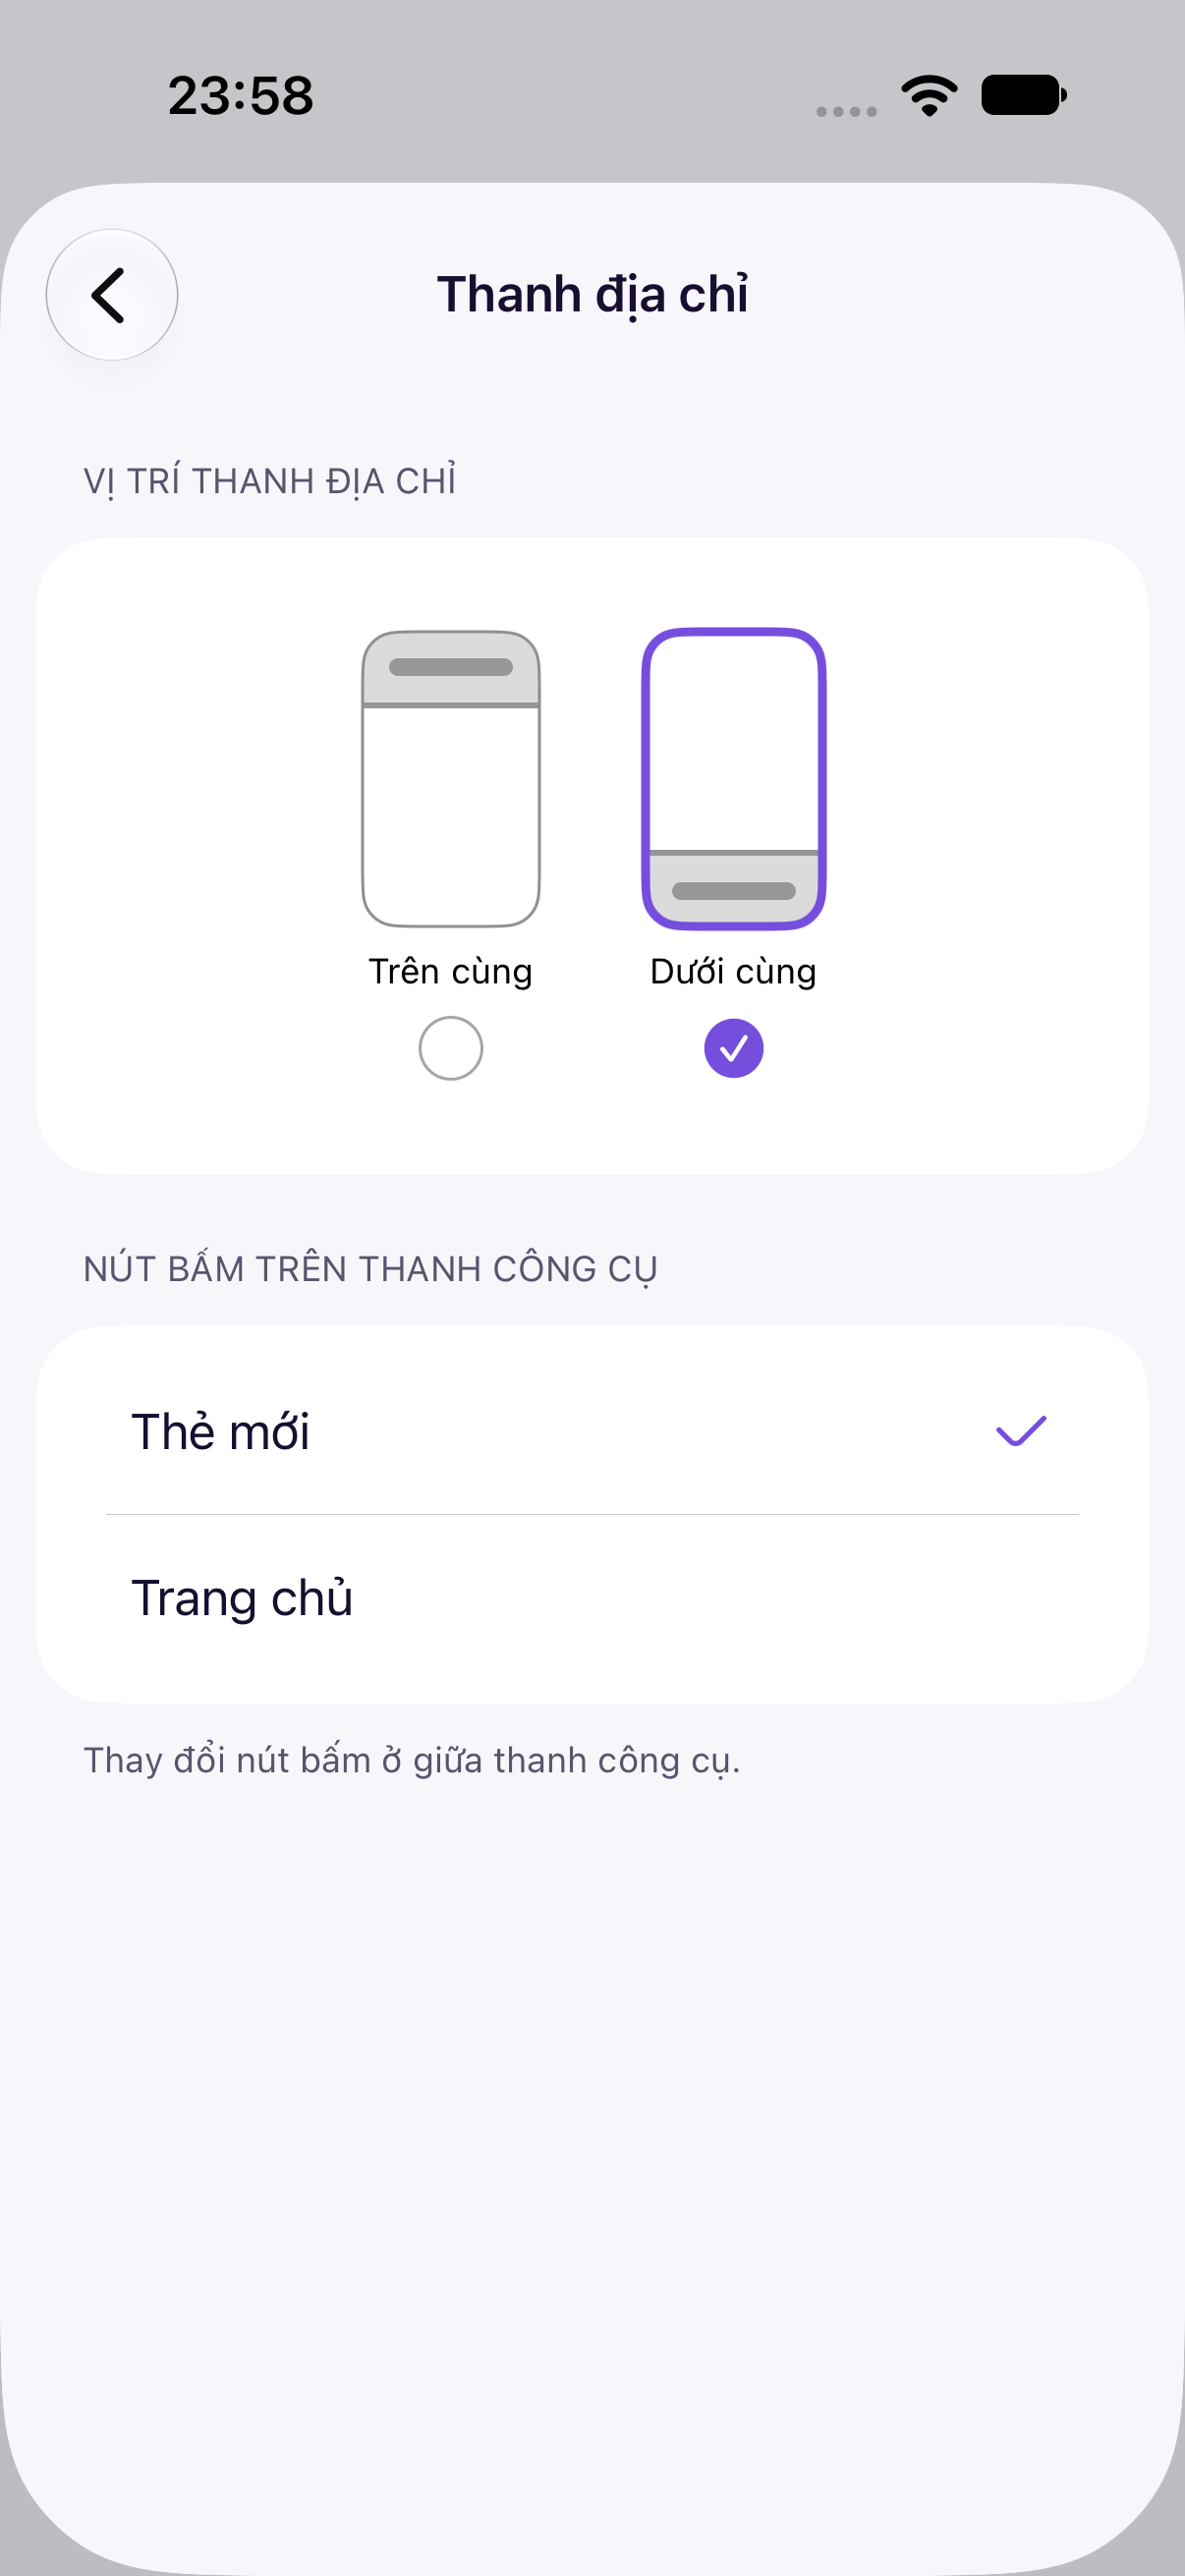 23:58
Thanh địa chỉ
VỊ TRÍ THANH ĐỊA CHỈ
Trên cùng
Dưới cùng
NÚT BẤM TRÊN THANH CÔNG CỤ
Thẻ mới
Trang chủ
Thay đổi nút bấm ở giữa thanh công cụ.